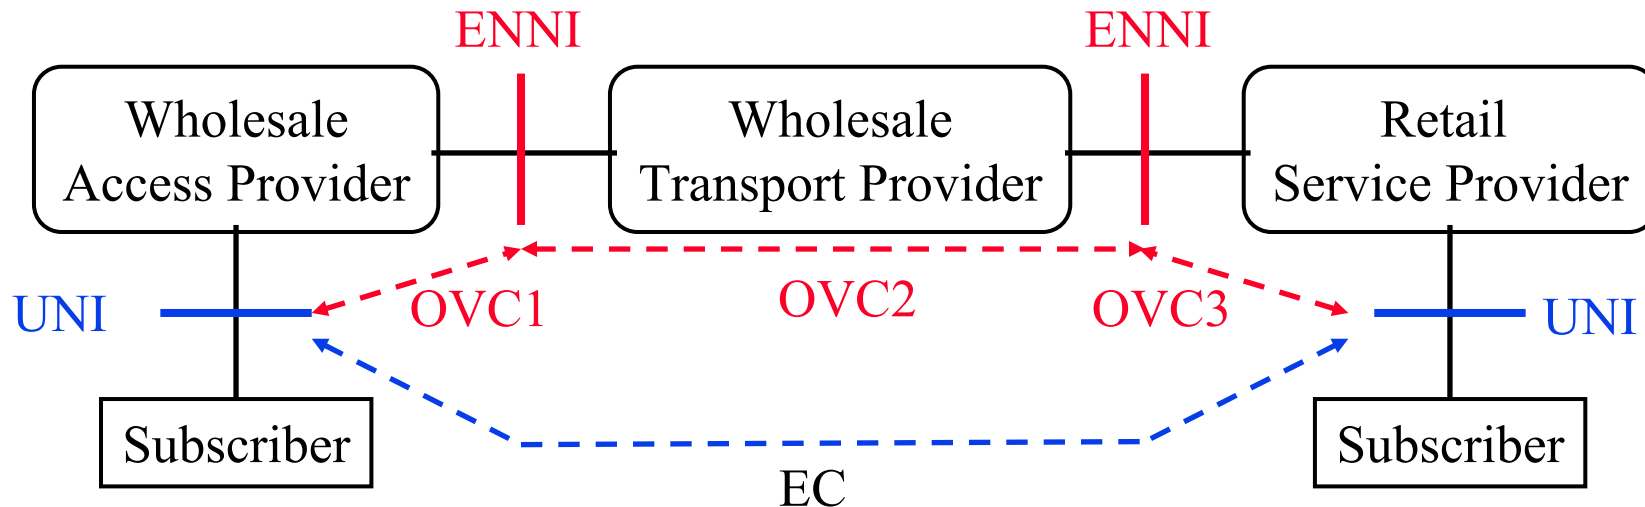 ENNI
ENNI
Wholesale
Access Provider
Wholesale
Transport Provider
Retail
Service Provider
UNI
OVC1
OVC2
OVC3
UNI
Subscriber
Subscriber
EC